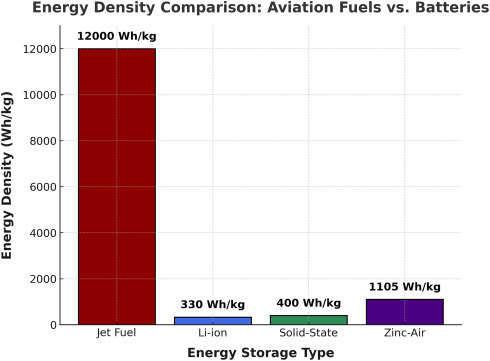 Energy Density Comparison: Aviation Fuels vs. Batteries
12000 Wh/kg
330 Wh/kg
400 Wh/kg
1105 Wh/kg
12000
10000
8000
6000
4000
2000
0
Energy Density (Wh/kg)
Jet Fuel
Li-ion
Solid-State
Zinc-Air
Energy Storage Type